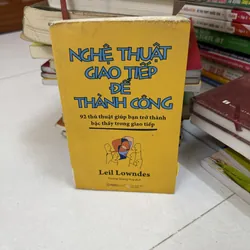 NGHỆ THUẬT
GIAO TIẾP
ĐỂ
THÀNH CÔNG
92 thủ thuật giúp bạn trở thành
bậc thầy trong giao tiếp
Leil Lowndes